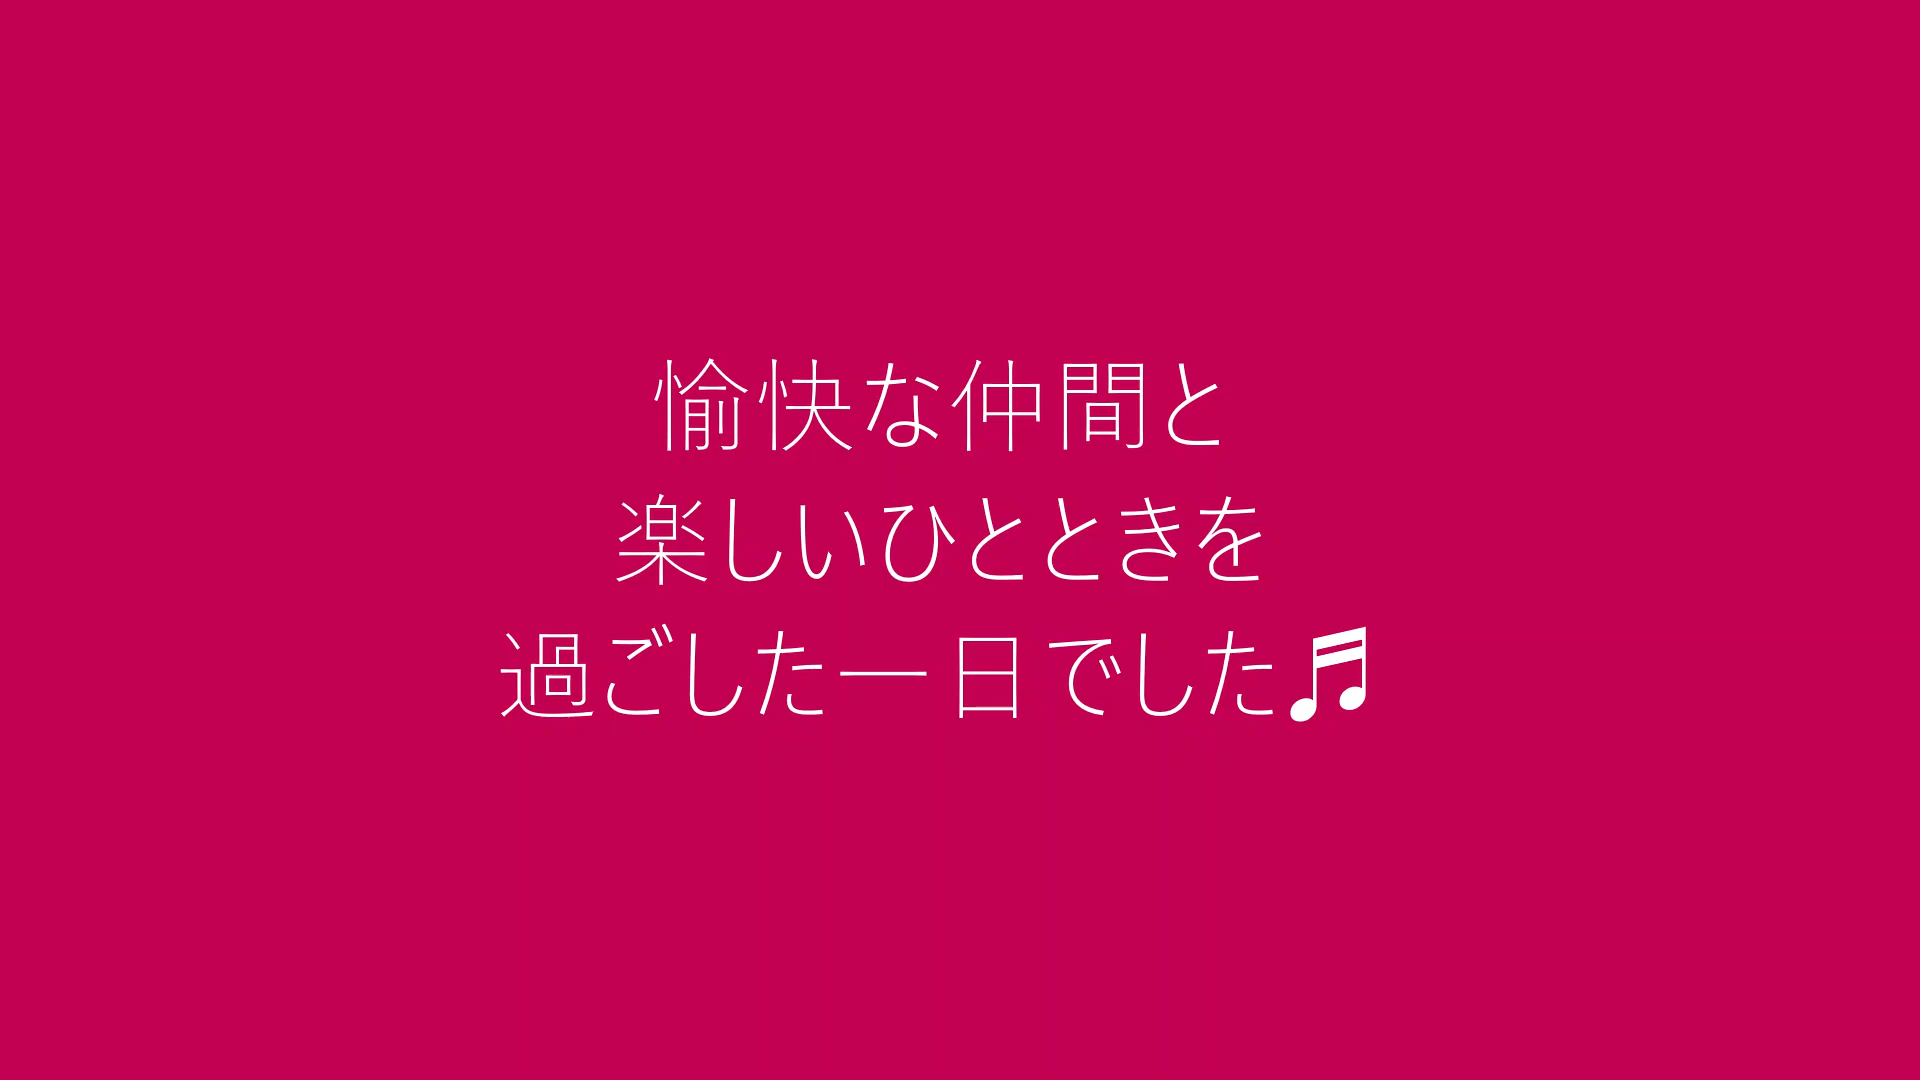 愉快な仲間と
楽しいひとときを
過ごした一日でした♬